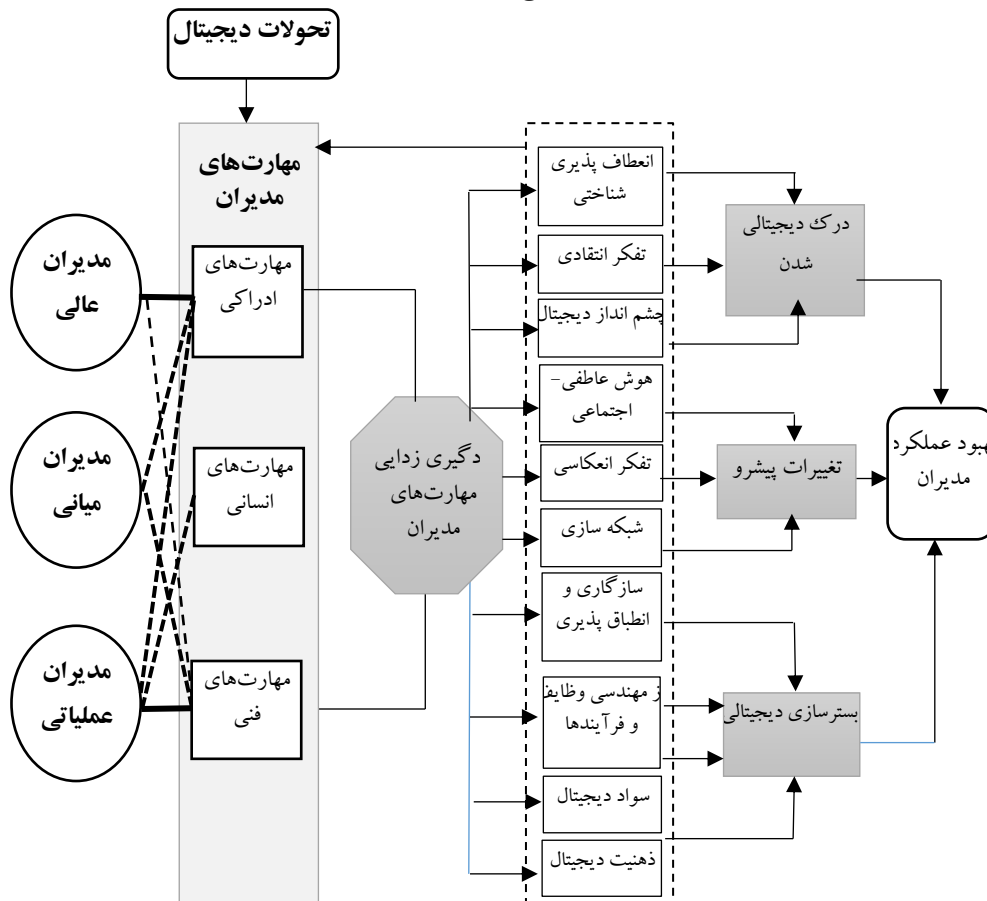 تحولات دیجیتال
مهارت‌های
مدیران
مدیران
عالی
مدیران
میانی
مدیران
عملیاتی
مهارت‌های
ادراکی
مهارت‌های
انسانی
مهارت‌های
فنی
دگیری زدایی
مهارت‌های
مدیران
انعطاف پذیری
شناختی
تفکر انتقادی
چشم انداز دیجیتال
هوش عاطفی–
اجتماعی
تفکر انعکاسی
شبکه سازی
سازگاری و
انطباق پذیری
ز مهندسی وظایف
و فرآیندها
سواد دیجیتال
ذهنیت دیجیتال
درک دیجیتالی
شدن
تغییرات پیشرو
بسترسازی دیجیتالی
هبود عملکرد
مدیران